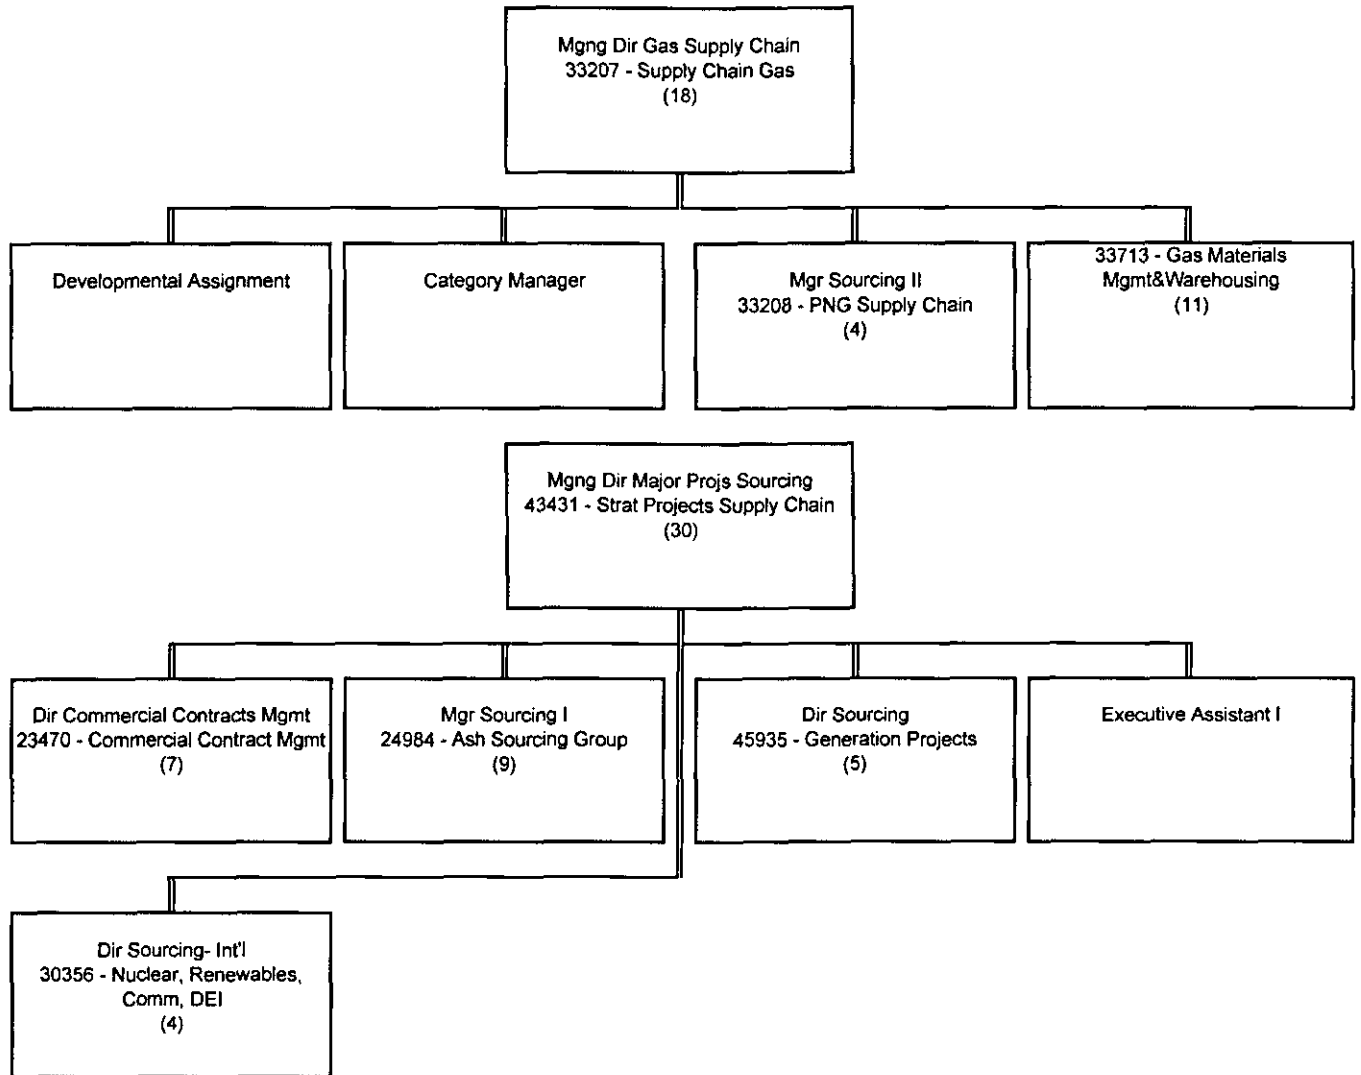 Mgng Dir Gas Supply Chain
33207 - Supply Chain Gas
(18)
Developmental Assignment
Category Manager
Mgr Sourcing II
33208 - PNG Supply Chain
(4)
33713 - Gas Materials
Mgmt&Warehousing
(11)
Mgng Dir Major Projs Sourcing
43431 - Strat Projects Supply Chain
(30)
Dir Commercial Contracts Mgmt
23470 - Commercial Contract Mgmt
(7)
Mgr Sourcing I
24984 - Ash Sourcing Group
(9)
Dir Sourcing
45935 - Generation Projects
(5)
Executive Assistant I
Dir Sourcing- Int'l
30356 - Nuclear, Renewables,
Comm, DEI
(4)